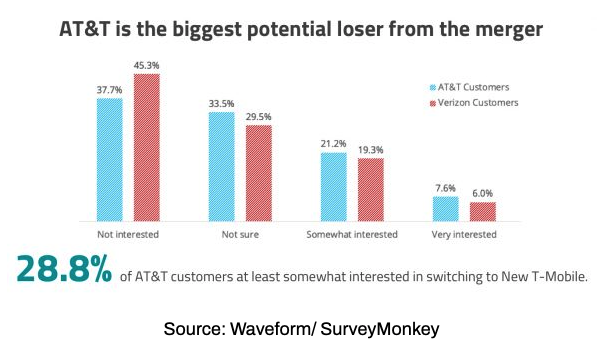 AT&T is the biggest potential loser from the merger
45.3%
37.7%
33.5%
29.5%
21.2%
19.3%
7.6%
6.0%
AT&T Customers
Verizon Customers
Not interested
Not sure
Somewhat interested
Very interested
28.8% of AT&T customers at least somewhat interested in switching to New T-Mobile.
Source: Waveform/ SurveyMonkey